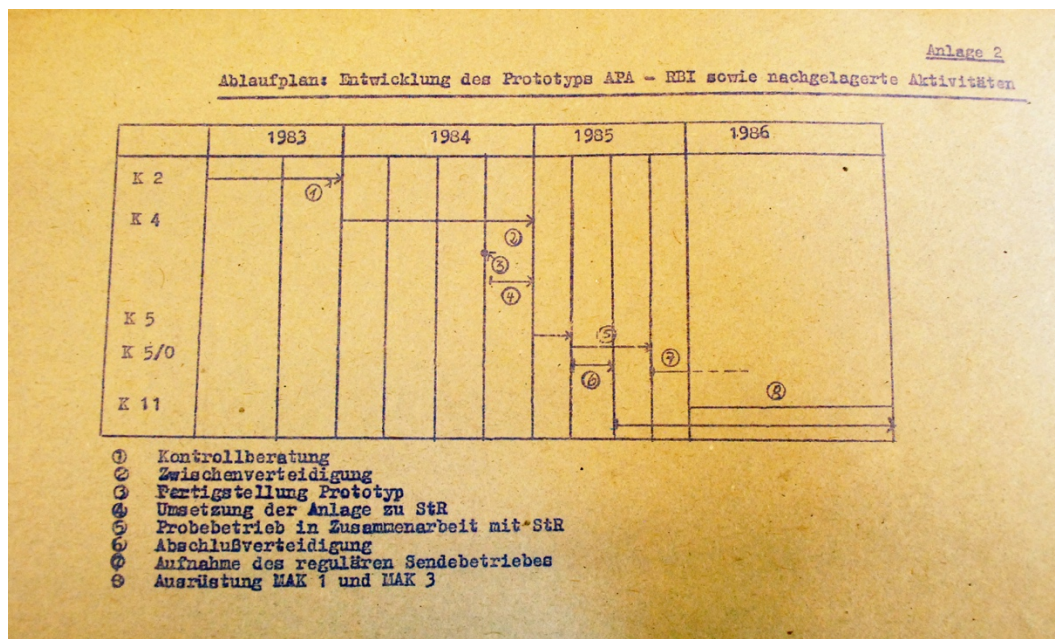 Anlage 2
Ablaufplan: Entwicklung des Prototyps APA - RBI sowie nachgelagerte Aktivitäten
1983 1984 1985 1986
K 2
①
K 4
②
③
④
K 5
⑤
K 5/0
⑦
⑥
⑧
K 11
① Kontrollberatung
② Zwischenverteidigung
③ Fertigstellung Prototyp
④ Umsetzung der Anlage zu StR
⑤ Probebetrieb in Zusammenarbeit mit StR
⑥ Abschlußverteidigung
⑦ Aufnahme des regulären Sendebetriebes
⑧ Ausrüstung MAK 1 und MAK 3